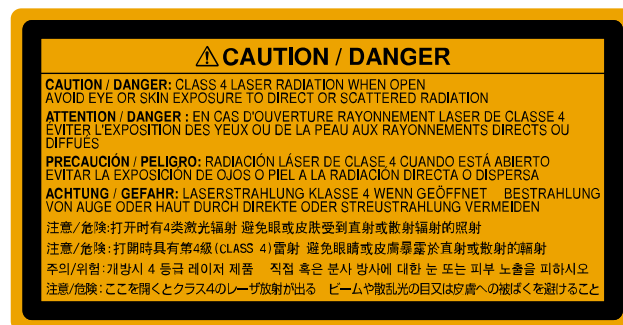 ⚠ CAUTION / DANGER
CAUTION / DANGER: CLASS 4 LASER RADIATION WHEN OPEN
AVOID EYE OR SKIN EXPOSURE TO DIRECT OR SCATTERED RADIATION
ATTENTION / DANGER : EN CAS D'OUVERTURE RAYONNEMENT LASER DE CLASSE 4
ÉVITER L'EXPOSITION DES YEUX OU DE LA PEAU AUX RAYONNEMENTS DIRECTS OU
DIFFUÉS
PRECAUCIÓN / PELIGRO: RADIACIÓN LÁSER DE CLASE 4 CUANDO ESTÁ ABIERTO
EVITAR LA EXPOSICIÓN DE OJOS O PIEL A LA RADIACIÓN DIRECTA O DISPERSA
ACHTUNG / GEFAHR: LASERSTRAHLUNG KLASSE 4 WENN GEÖFFNET BESTRAHLUNG
VON AUGE ODER HAUT DURCH DIREKTE ODER STREUSTRAHLUNG VERMEIDEN
注意/危险:打开时有4类激光辐射 避免眼或皮肤受到直射或散射辐射的照射
注意/危險:打開時具有第4級(CLASS 4)雷射 避免眼睛或皮膚暴露於直射或散射的輻射
주의/위험:개방시 4 등급 레이저 제품 직접 혹은 분사 방사에 대한 눈 또는 피부 노출을 피하시오
注意/危険：ここを開くとクラス4のレーザ放射が出る ビームや散乱光の目又は皮膚への被ばくを避けること